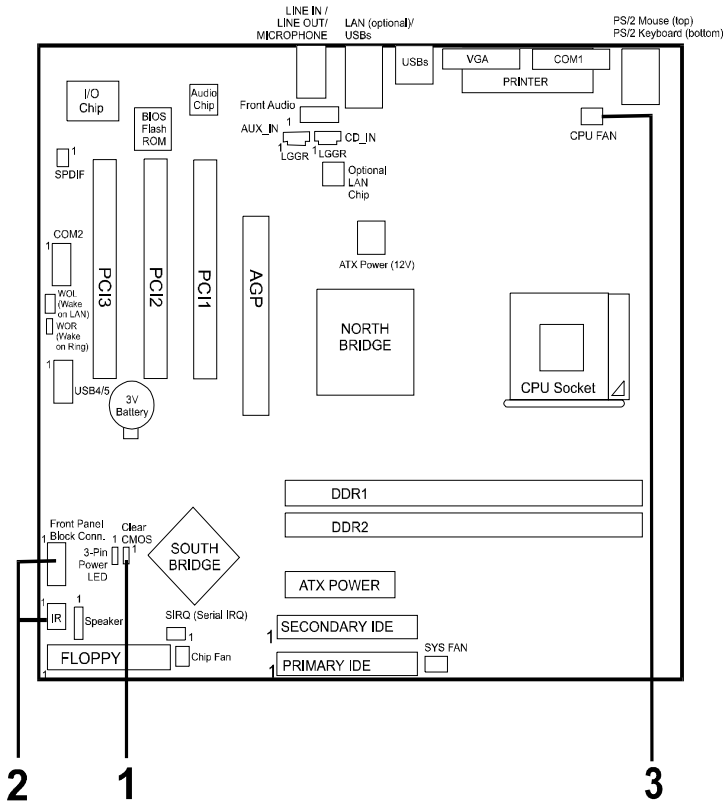 LINE IN /
LINE OUT/
MICROPHONE
LAN (optional)/
USBs
PS/2 Mouse (top)
PS/2 Keyboard (bottom)
USBs
VGA
COM1
PRINTER
I/O
Chip
Audio
Chip
BIOS
Flash
ROM
Front Audio
1
AUX_IN
CD_IN
1
LGGR
1
LGGR
CPU FAN
1
SPDIF
Optional
LAN
Chip
COM2
1
ATX Power (12V)
PCI3
PCI2
PCI1
AGP
WOL
(Wake
on LAN)
WOR
(Wake
on Ring)
1
NORTH
BRIDGE
CPU Socket
1
USB4/5
3V
Battery
DDR1
DDR2
Front Panel
Block Conn.
1
Clear
CMOS
1
1
3-Pin
Power
LED
SOUTH
BRIDGE
ATX POWER
1
IR
1
Speaker
SIRQ (Serial IRQ)
1
SECONDARY IDE
1
FLOPPY
1
Chip Fan
PRIMARY IDE
1
SYS FAN
2
1
3